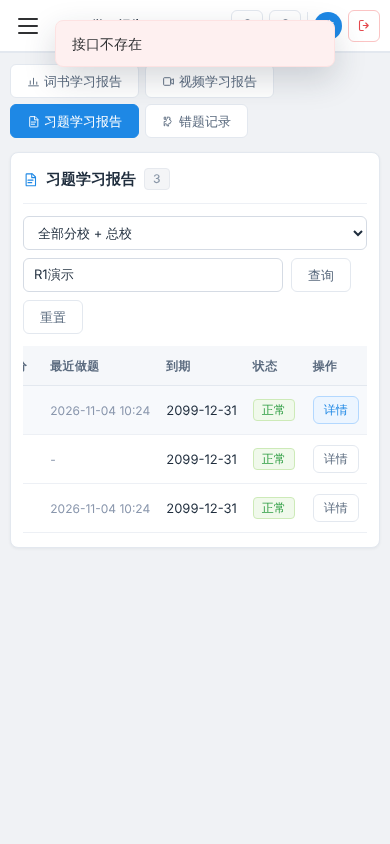 接口不存在
词书学习报告
视频学习报告
习题学习报告
错题记录
习题学习报告 3
全部分校 + 总校
R1演示
查询
重置
最近做题 到期 状态 操作
2026-11-04 10:24 2099-12-31 正常 详情
- 2099-12-31 正常 详情
2026-11-04 10:24 2099-12-31 正常 详情